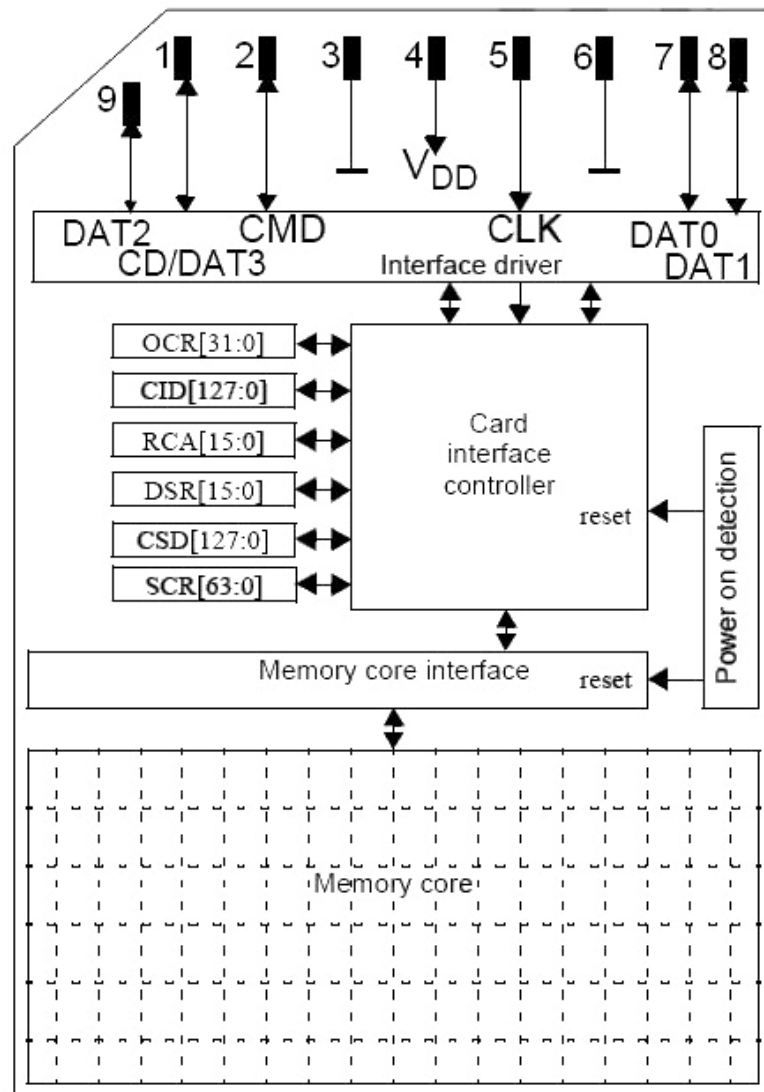 1 2 3 4 5 6 7 8
9
V DD
DAT2 CMD CLK DAT0
CD/DAT3 Interface driver DAT1
OCR[31:0]
CID[127:0]
RCA[15:0]
DSR[15:0]
CSD[127:0]
SCR[63:0]
Card
interface
controller
reset
Power on detection
Memory core interface reset
Memory core